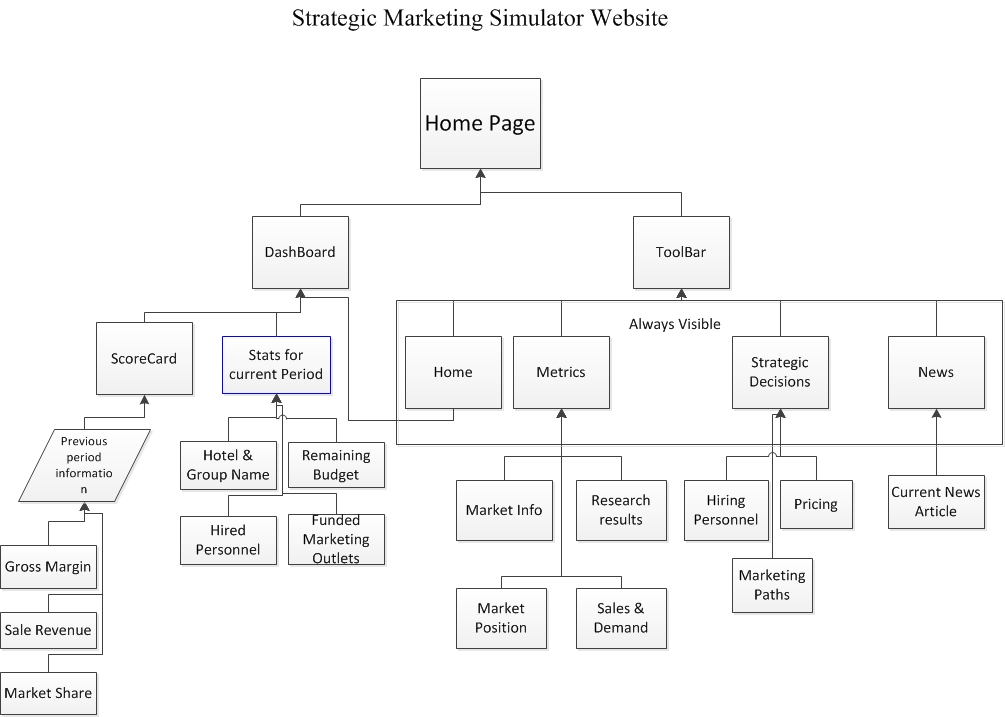 Strategic Marketing Simulator Website
Home Page
DashBoard
ToolBar
Always Visible
ScoreCard
Stats for
current Period
Home
Metrics
Strategic
Decisions
News
Previous
period
informatio
n
Hotel &
Group Name
Remaining
Budget
Hired
Personnel
Funded
Marketing
Outlets
Market Info
Research
results
Hiring
Personnel
Pricing
Current News
Article
Gross Margin
Marketing
Paths
Sale Revenue
Market
Position
Sales &
Demand
Market Share